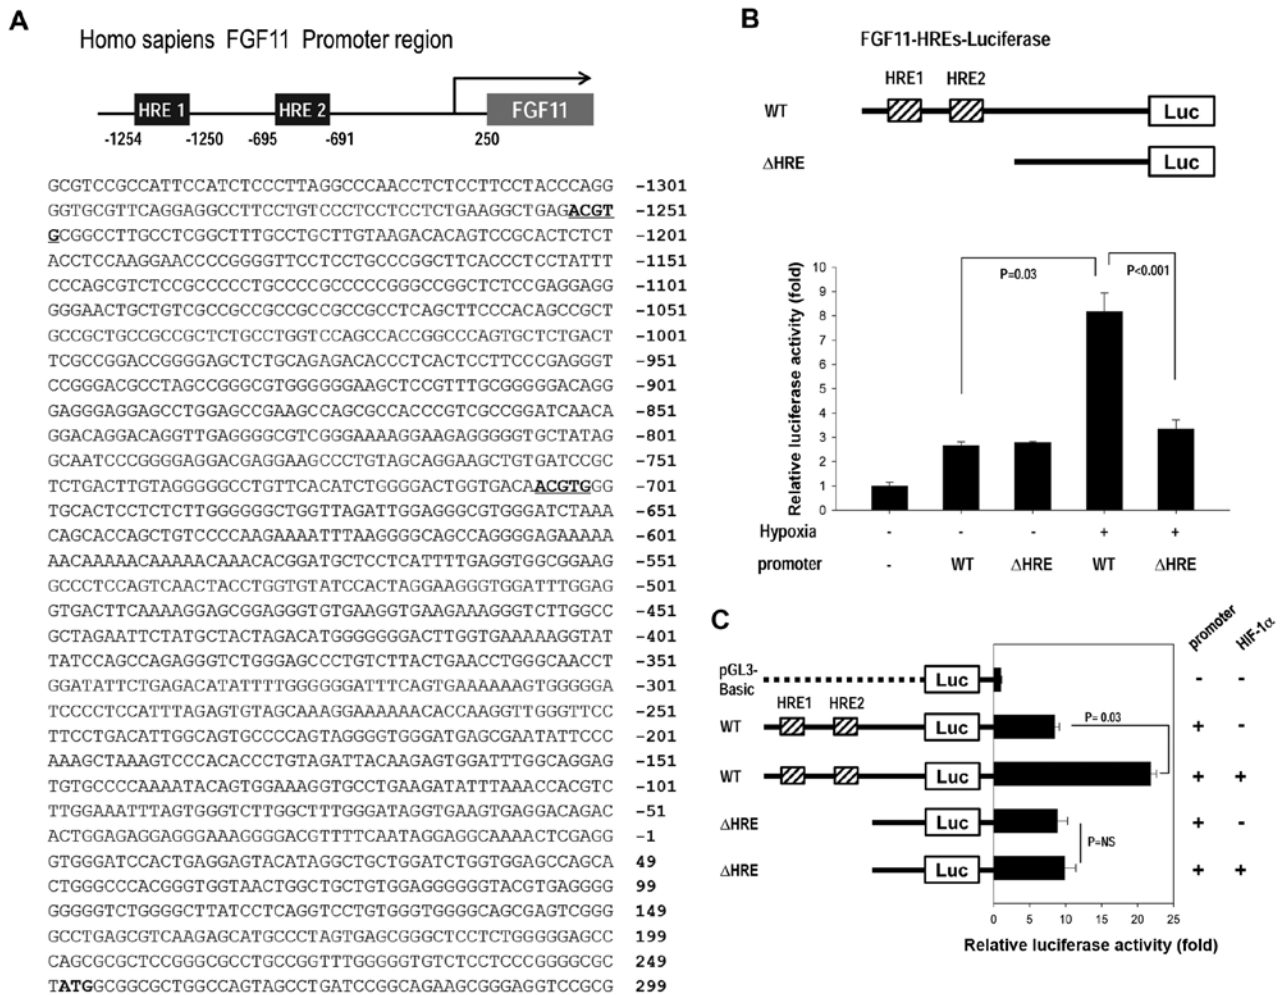 A
Homo sapiens FGF11 Promoter region
HRE 1 HRE 2 FGF11
-1254 -1250 -695 -691 250
GCGTCCGCCATTCCATCTCCCTTAGGCCCAACCTCTCCTTCCTACCCAGG -1301
GGTGCGTTCAGGAGGCCTTCCTGTCCCTCCTCCTCTGAAGGCTGAGACGT -1251
GCGGCCTTGCCTCGGCTTTGCCTGCTTGTAAGACACAGTCCGCACTCTCT -1201
ACCTCCAAGGAACCCCGGGGTTCCTCCTGCCCGGCTTCACCCTCCTATTT -1151
CCCAGCGTCTCCGCCCCCTGCCCCGCCCCCGGGCCGGCTCTCCGAGGAGG -1101
GGGAACTGCTGTCGCCGCCGCCGCCGCCGCCTCAGCTTCCCACAGCCGCT -1051
GCCGCTGCCGCCGCTCTGCCTGGTCCAGCCACCGGCCCAGTGCTCTGACT -1001
TCGCCGGACCGGGGAGCTCTGCAGAGACACCCTCACTCCTTCCCGAGGGT -951
CCGGGACGCCTAGCCGGGCGTGGGGGGAAGCTCCGTTTGCGGGGGACAGG -901
GAGGGAGGAGCCTGGAGCCGAAGCCAGCGCCACCCGTCGCCGGATCAACA -851
GGACAGGACAGGTTGAGGGGCGTCGGGAAAAGGAAGAGGGGGTGCTATAG -801
GCAATCCCGGGGAGGACGAGGAAGCCCTGTAGCAGGAAGCTGTGATCCGC -751
TCTGACTTGTAGGGGGCCTGTTCACATCTGGGGACTGGTGACAACGTGGG -701
TGCACTCCTCTCTTGGGGGGCTGGTTAGATTGGAGGGCGTGGGATCTAAA -651
CAGCACCAGCTGTCCCCAAGAAAATTTAAGGGGCAGCCAGGGGAGAAAAA -601
AACAAAAACAAAAACAAACACGGATGCTCCTCATTTTGAGGTGGCGGAAG -551
GCCCTCCAGTCAACTACCTGGTGTATCCACTAGGAAGGGTGGATTTGGAG -501
GTGACTTCAAAAGGAGCGGAGGGTGTGAAGGTGAAGAAAGGGTCTTGGCC -451
GCTAGAATTCTATGCTACTAGACATGGGGGGGACTTGGTGAAAAAGGTAT -401
TATCCAGCCAGAGGGTCTGGGAGCCCTGTCTTACTGAACCTGGGCAACCT -351
GGATATTCTGAGACATATTTTGGGGGGATTTCAGTGAAAAAAGTGGGGGA -301
TCCCCTCCATTTAGAGTGTAGCAAAGGAAAAAACACCAAGGTTGGGTTCC -251
TTCCTGACATTGGCAGTGCCCCAGTAGGGGTGGGATGAGCGAATATTCCC -201
AAAGCTAAAGTCCCACACCCTGTAGATTACAAGAGTGGATTTGGCAGGAG -151
TGTGCCCCAAAATACAGTGGAAAGGTGCCTGAAGATATTTAAACCACGTC -101
TTGGAAATTTAGTGGGTCTTGGCTTTGGGATAGGTGAAGTGAGGACAGAC -51
ACTGGAGAGGAGGGAAAGGGGACGTTTTCAATAGGAGGCAAAACTCGAGG -1
GTGGGATCCACTGAGGAGTACATAGGCTGCTGGATCTGGTGGAGCCAGCA 49
CTGGGCCCACGGGTGGTAACTGGCTGCTGTGGAGGGGGGTACGTGAGGGG 99
GGGGGTCTGGGGCTTATCCTCAGGTCCTGTGGGTGGGGCAGCGAGTCGGG 149
GCCTGAGCGTCAAGAGCATGCCCTAGTGAGCGGGCTCCTCTGGGGGAGCC 199
CAGCGCGCTCCGGGCGCCTGCCGGTTTGGGGGTGTCTCCTCCCGGGGCGC 249
TATGGCGGCGCTGGCCAGTAGCCTGATCCGGCAGAAGCGGGAGGTCCGCG 299
B
FGF11-HREs-Luciferase
HRE1 HRE2
WT Luc
ΔHRE Luc
Relative luciferase activity (fold)
10
9
8
7
6
5
4
3
2
1
0
P=0.03 P<0.001
Hypoxia - - - + +
promoter - WT ΔHRE WT ΔHRE
C
promoter HIF-1α
pGL3-
Basic Luc - -
HRE1 HRE2
WT Luc P= 0.03 + -
WT Luc + +
ΔHRE Luc + -
P=NS
ΔHRE Luc + +
0 5 10 15 20 25
Relative luciferase activity (fold)